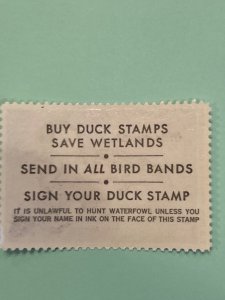 BUY DUCK STAMPS
SAVE WETLANDS
SEND IN ALL BIRD BANDS
SIGN YOUR DUCK STAMP
IT IS UNLAWFUL TO HUNT WATERFOWL UNLESS YOU
SIGN YOUR NAME IN INK ON THE FACE OF THIS STAMP